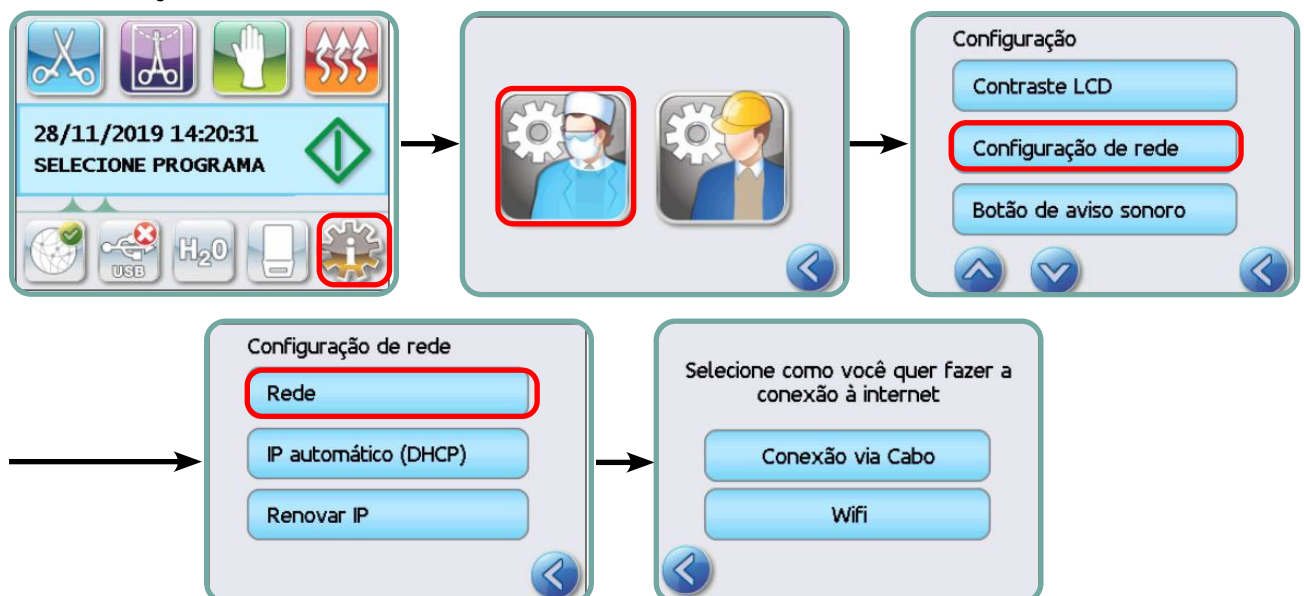 28/11/2019 14:20:31
SELECIONE PROGRAMA
USB
H2O
Configuração
Contraste LCD
Configuração de rede
Botão de aviso sonoro
Configuração de rede
Rede
IP automático (DHCP)
Renovar IP
Selecione como você quer fazer a
conexão à internet
Conexão via Cabo
Wifi